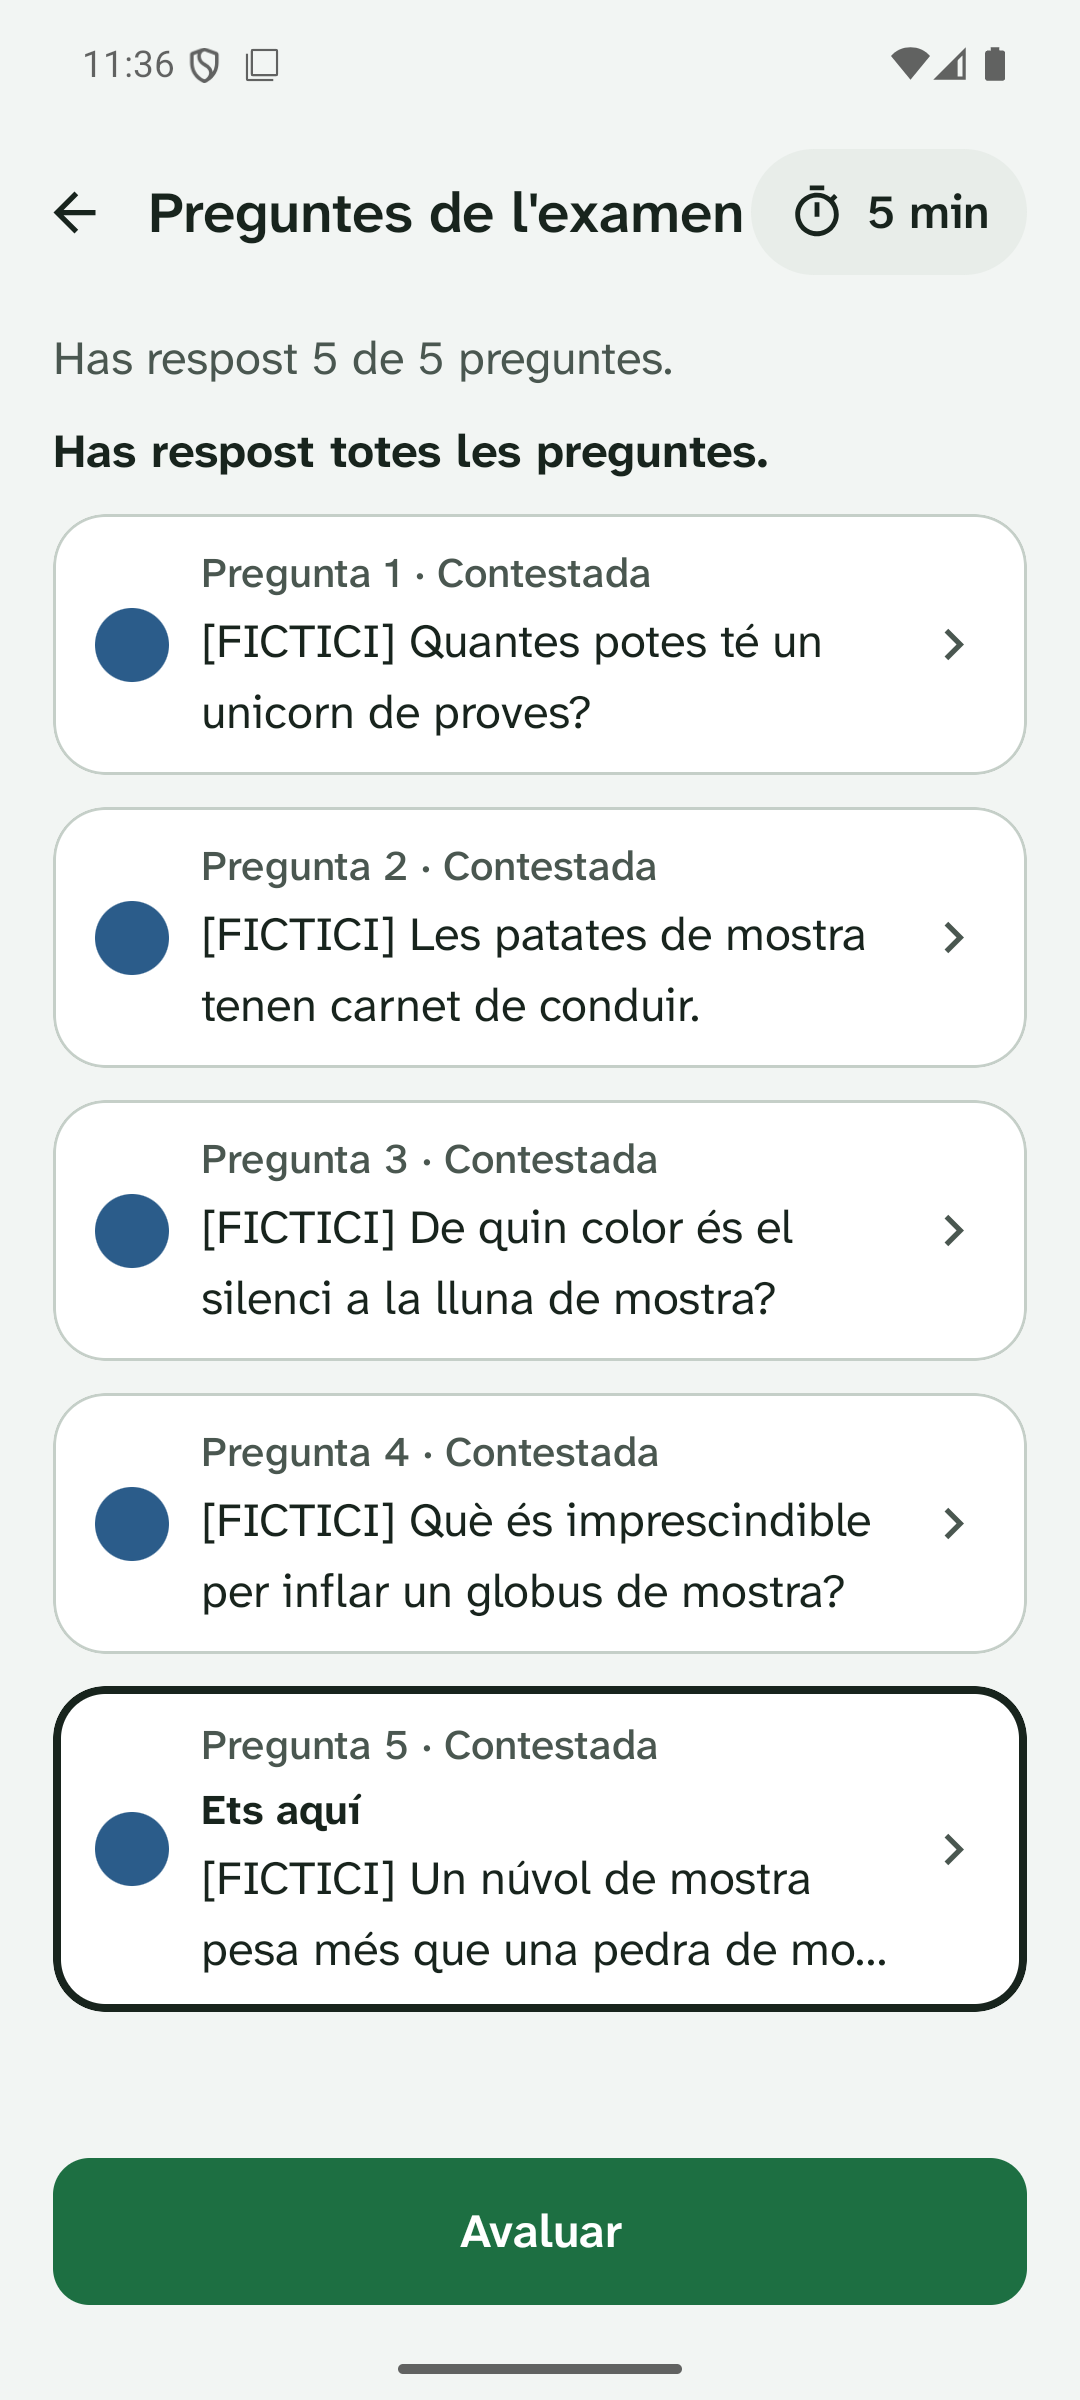 11:36
Preguntes de l'examen
5 min
Has respost 5 de 5 preguntes.
Has respost totes les preguntes.
Pregunta 1 · Contestada
[FICTICI] Quantes potes té un
unicorn de proves?
Pregunta 2 · Contestada
[FICTICI] Les patates de mostra
tenen carnet de conduir.
Pregunta 3 · Contestada
[FICTICI] De quin color és el
silenci a la lluna de mostra?
Pregunta 4 · Contestada
[FICTICI] Què és imprescindible
per inflar un globus de mostra?
Pregunta 5 · Contestada
Ets aquí
[FICTICI] Un núvol de mostra
pesa més que una pedra de mo...
Avaluar